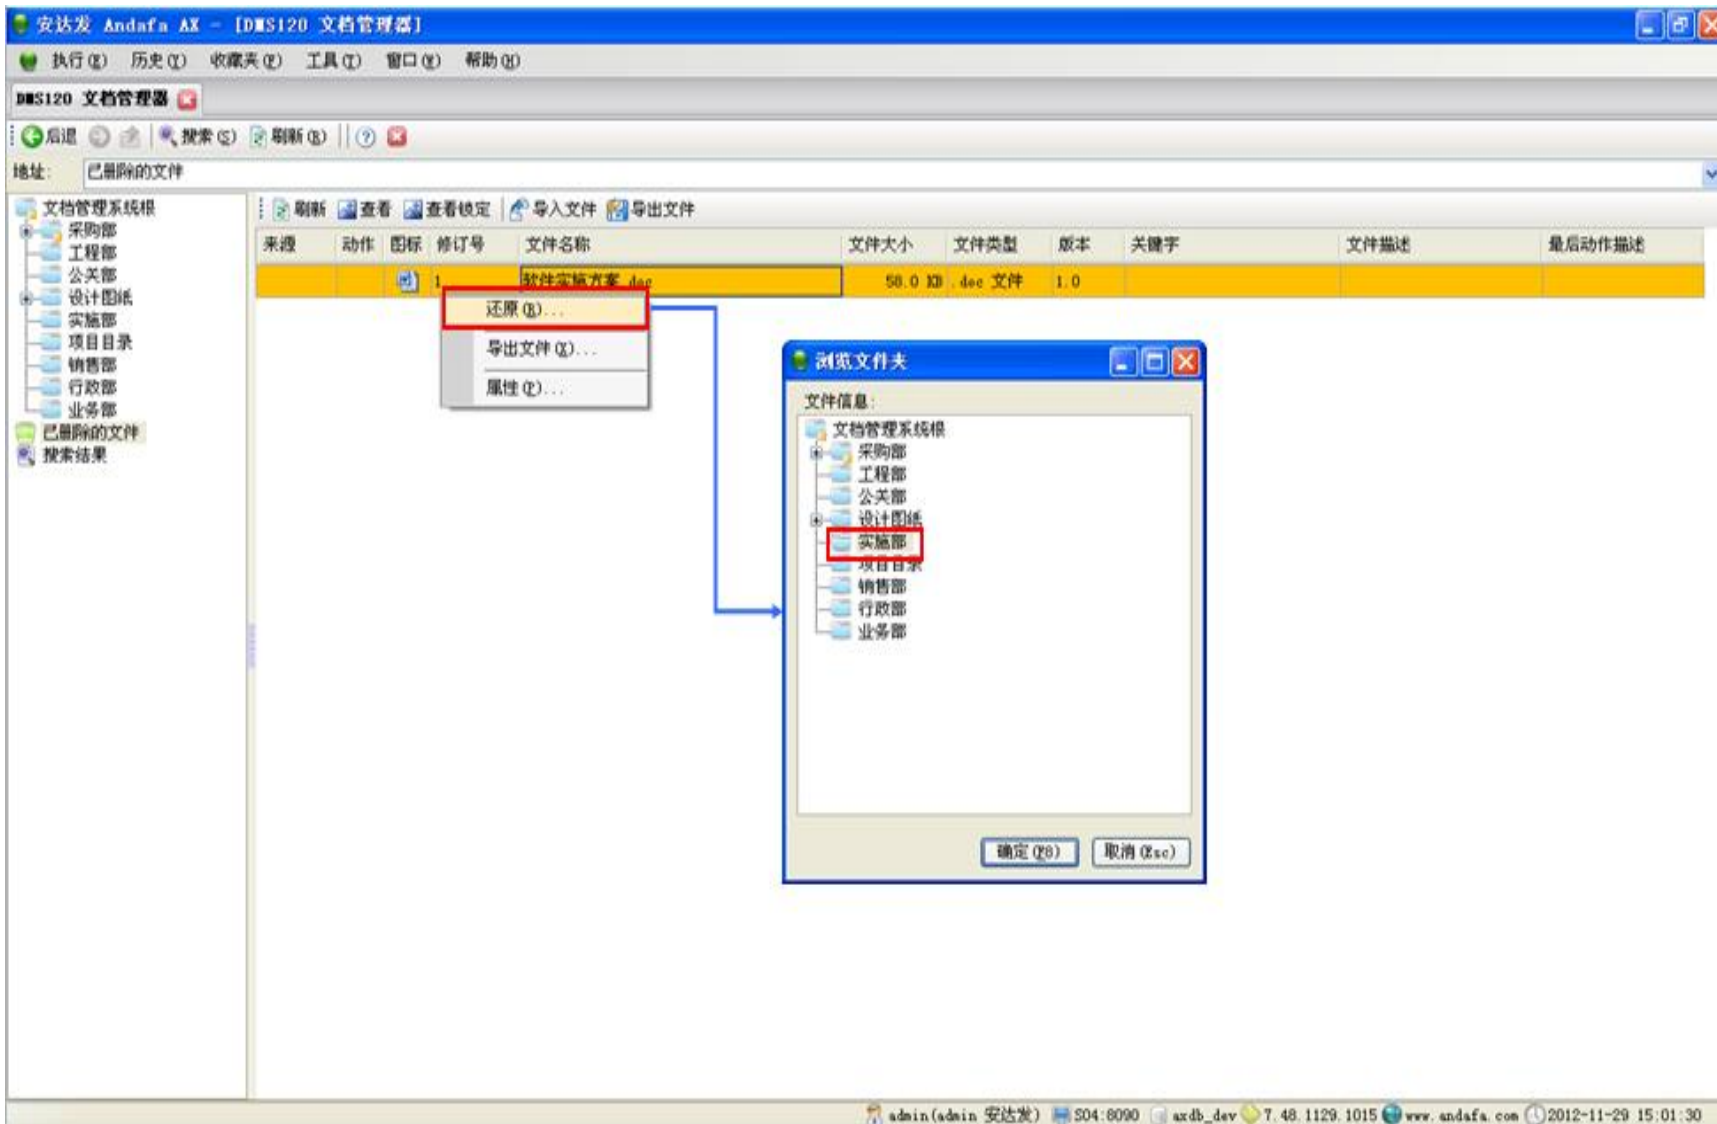 安达发 Andafa AX - [DMS120 文档管理器]
执行(E) 历史(Y) 收藏夹(F) 工具(T) 窗口(W) 帮助(H)
DMS120 文档管理器
后退 搜索(S) 刷新(R)
地址: 已删除的文件
文档管理系统根
采购部
工程部
公关部
设计图纸
实施部
项目目录
销售部
行政部
业务部
已删除的文件
搜索结果
刷新 查看 查看锁定 导入文件 导出文件
来源 动作 图标 修订号 文件名称 文件大小 文件类型 版本 关键字 文件描述 最后动作描述
1 软件实施方案.doc 58.0 KB .doc 文件 1.0
还原(R)...
导出文件(X)...
属性(P)...
浏览文件夹
文件信息:
文档管理系统根
采购部
工程部
公关部
设计图纸
实施部
项目目录
销售部
行政部
业务部
确定(F8) 取消(Esc)
admin(admin 安达发) S04:8090 axdb_dev 7.48.1129.1015 www.andafa.com 2012-11-29 15:01:30